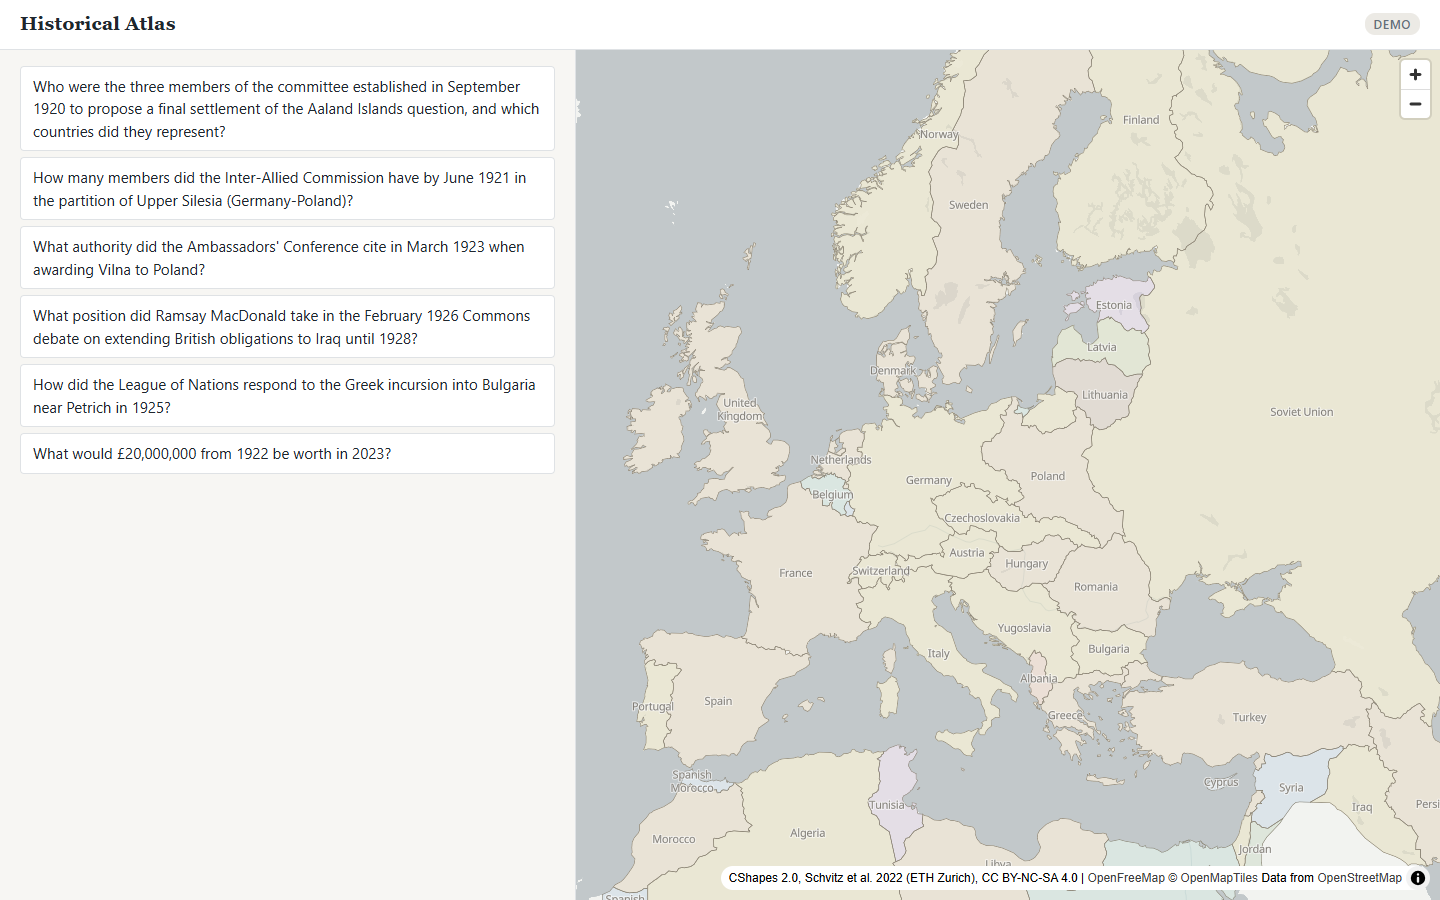 Historical Atlas
DEMO
Who were the three members of the committee established in September
1920 to propose a final settlement of the Aaland Islands question, and which
countries did they represent?
How many members did the Inter-Allied Commission have by June 1921 in
the partition of Upper Silesia (Germany-Poland)?
What authority did the Ambassadors' Conference cite in March 1923 when
awarding Vilna to Poland?
What position did Ramsay MacDonald take in the February 1926 Commons
debate on extending British obligations to Iraq until 1928?
How did the League of Nations respond to the Greek incursion into Bulgaria
near Petrich in 1925?
What would £20,000,000 from 1922 be worth in 2023?
+
−
Finland
Norway
Sweden
Estonia
Latvia
Denmark
Lithuania
United
Kingdom
Soviet Union
Netherlands
Germany
Poland
Belgium
Czechoslovakia
Austria
Hungary
France
Switzerland
Romania
Yugoslavia
Bulgaria
Italy
Albania
Portugal
Spain
Greece
Turkey
Spanish
Morocco
Cyprus
Syria
Tunisia
Iraq
Persi
Morocco
Algeria
Jordan
Libya
Spanish
CShapes 2.0, Schvitz et al. 2022 (ETH Zurich), CC BY-NC-SA 4.0 | OpenFreeMap © OpenMapTiles Data from OpenStreetMap